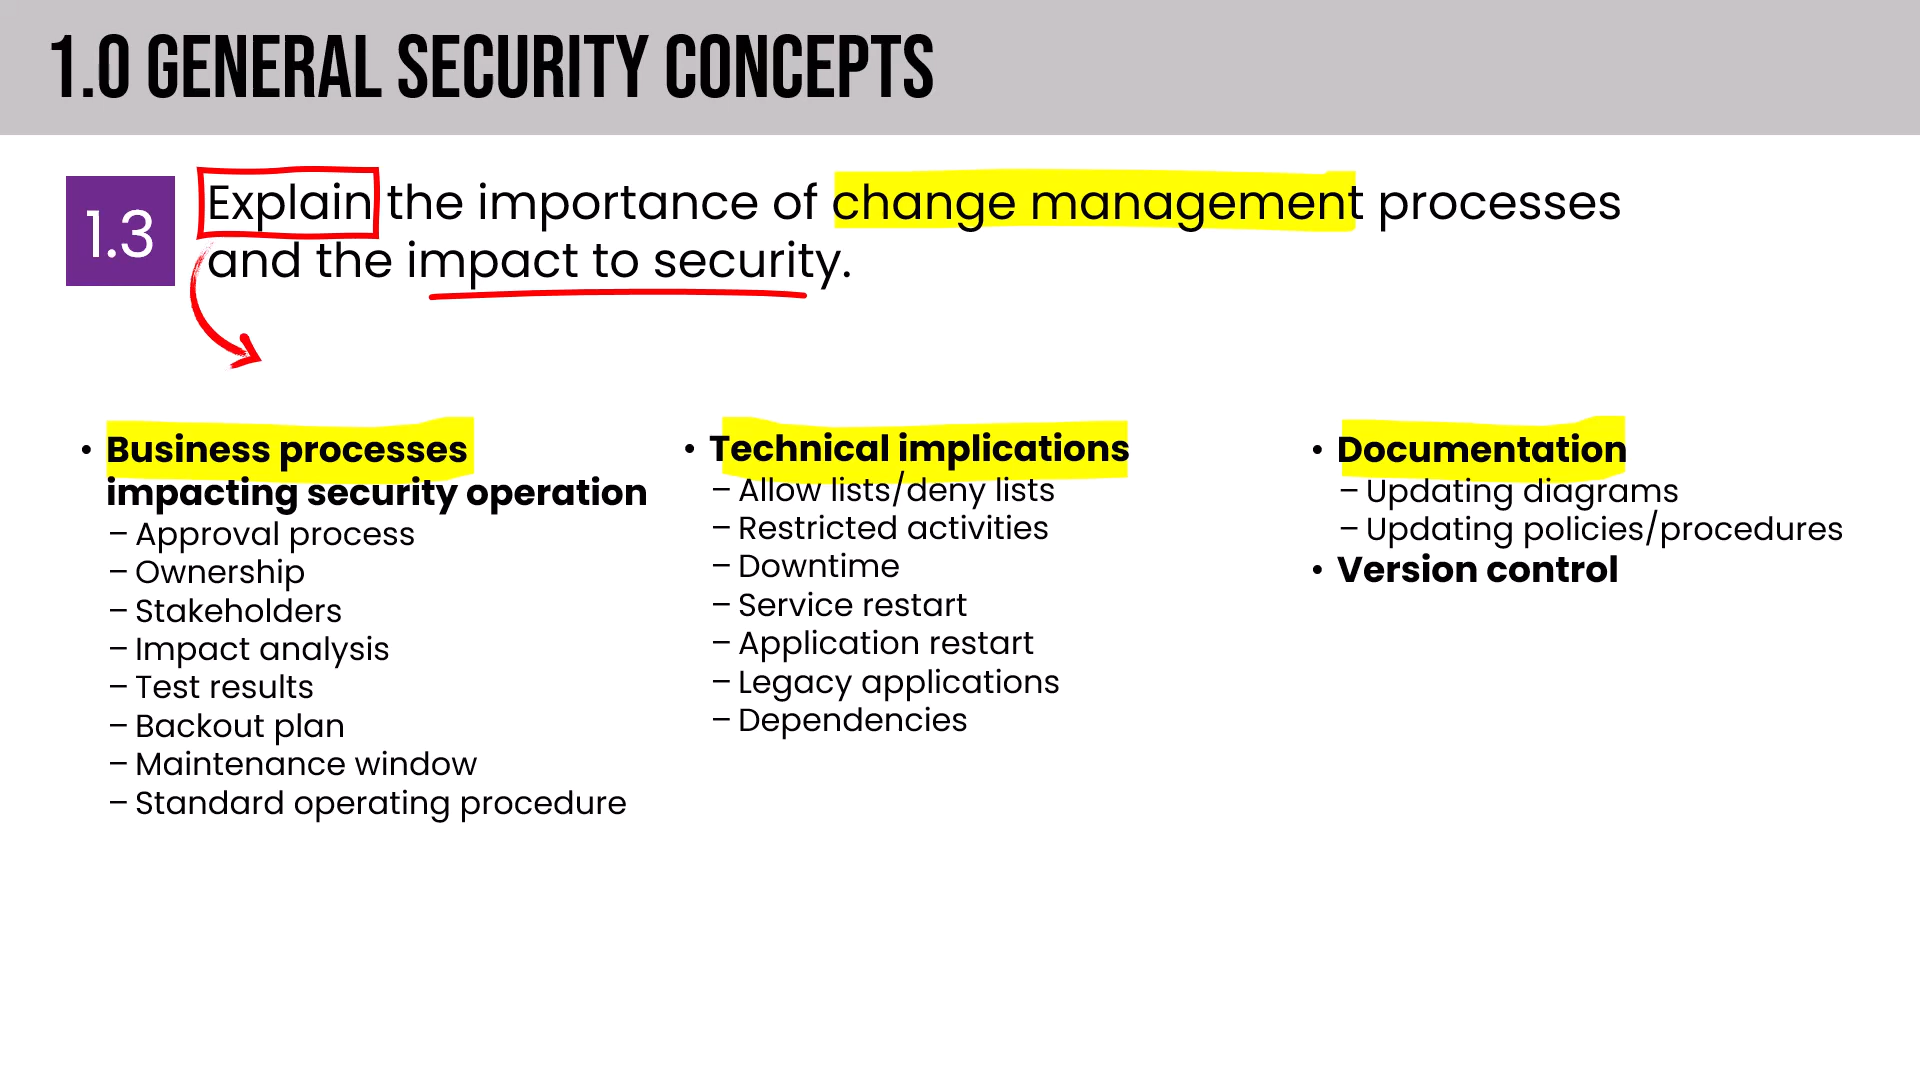 1.0 GENERAL SECURITY CONCEPTS
1.3
Explain the importance of change management processes
and the impact to security.
• Business processes
impacting security operation
– Approval process
– Ownership
– Stakeholders
– Impact analysis
– Test results
– Backout plan
– Maintenance window
– Standard operating procedure
• Technical implications
– Allow lists/deny lists
– Restricted activities
– Downtime
– Service restart
– Application restart
– Legacy applications
– Dependencies
• Documentation
– Updating diagrams
– Updating policies/procedures
• Version control